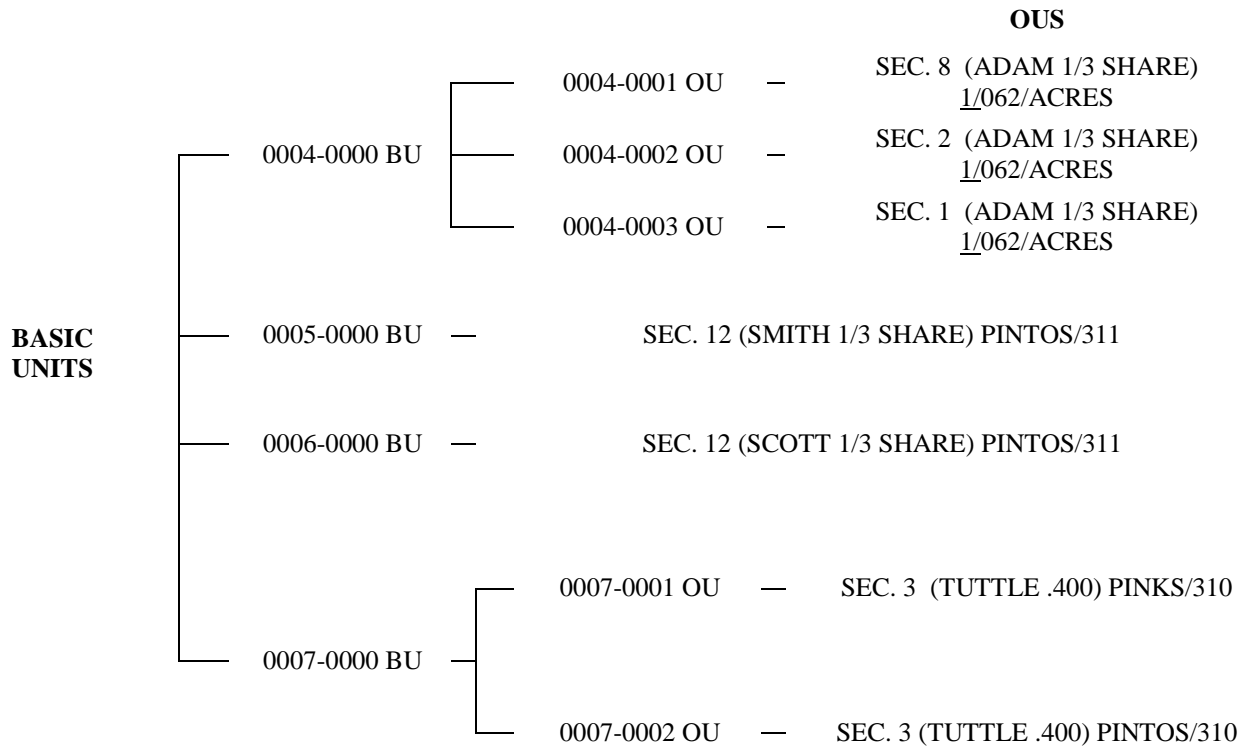 OUS
0004-0001 OU — SEC. 8 (ADAM 1/3 SHARE)
1/062/ACRES
0004-0000 BU
0004-0002 OU — SEC. 2 (ADAM 1/3 SHARE)
1/062/ACRES
0004-0003 OU — SEC. 1 (ADAM 1/3 SHARE)
1/062/ACRES
BASIC
UNITS
0005-0000 BU — SEC. 12 (SMITH 1/3 SHARE) PINTOS/311
0006-0000 BU — SEC. 12 (SCOTT 1/3 SHARE) PINTOS/311
0007-0001 OU — SEC. 3 (TUTTLE .400) PINKS/310
0007-0000 BU
0007-0002 OU — SEC. 3 (TUTTLE .400) PINTOS/310